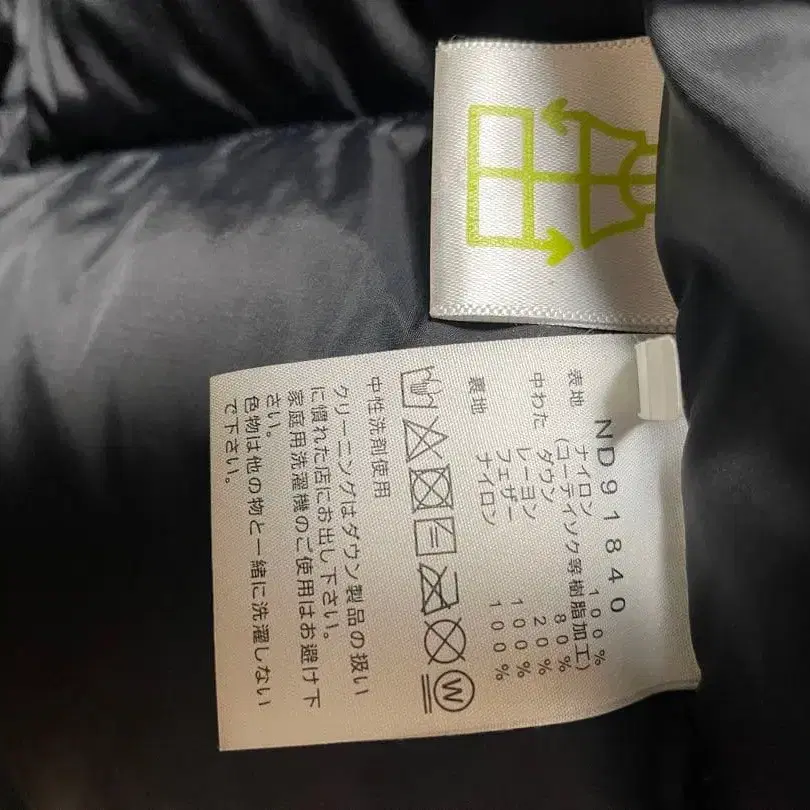 ND91840
表地 ナイロン 100%
(コーテイソク等樹脂加工)
中わた ダウン 80%
レーヨン 20%
フェザー 100%
裏地 ナイロン 100%
W
中性洗剤使用
クリーニングはダウン製品の扱い
に慣れた店にお出し下さい。
家庭用洗濯機のご使用はお避け下
さい。
色物は他の物と一緒に洗濯しない
で下さい。